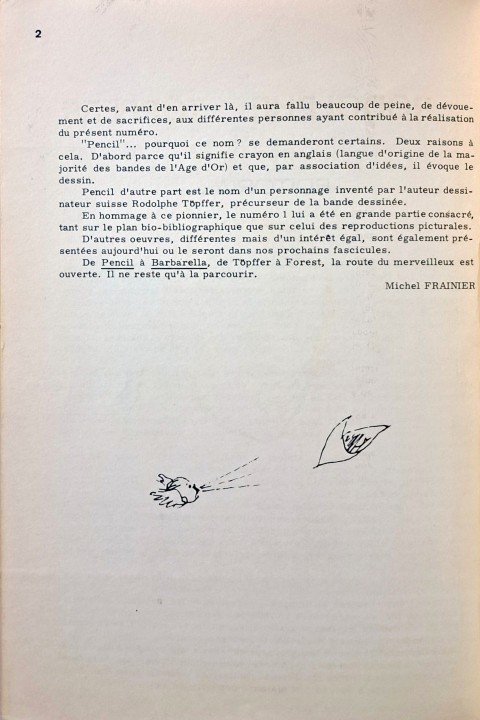 2
Certes, avant d'en arriver là, il aura fallu beaucoup de peine, de dévoue-
ment et de sacrifices, aux différentes personnes ayant contribué à la réalisation
du présent numéro.
"Pencil"... pourquoi ce nom ? se demanderont certains. Deux raisons à
cela. D'abord parce qu'il signifie crayon en anglais (langue d'origine de la ma-
jorité des bandes de l'Age d'Or) et que, par association d'idées, il évoque le
dessin.
Pencil d'autre part est le nom d'un personnage inventé par l'auteur dessi-
nateur suisse Rodolphe Töpffer, précurseur de la bande dessinée.
En hommage à ce pionnier, le numéro 1 lui a été en grande partie consacré,
tant sur le plan bio-bibliographique que sur celui des reproductions picturales.
D'autres oeuvres, différentes mais d'un intérêt égal, sont également pré-
sentées aujourd'hui ou le seront dans nos prochains fascicules.
De Pencil à Barbarella, de Töpffer à Forest, la route du merveilleux est
ouverte. Il ne reste qu'à la parcourir.
Michel FRAINIER